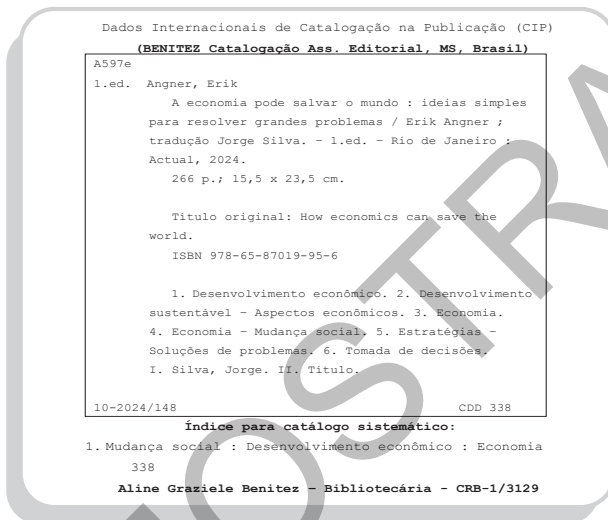 Dados Internacionais de Catalogação na Publicação (CIP)
(BENITEZ Catalogação Ass. Editorial, MS, Brasil)
A597e
1.ed. Angner, Erik
A economia pode salvar o mundo : ideias simples
para resolver grandes problemas / Erik Angner ;
tradução Jorge Silva. – 1.ed. – Rio de Janeiro :
Actual, 2024.
266 p.; 15,5 x 23,5 cm.
Título original: How economics can save the
world.
ISBN 978-65-87019-95-6
1. Desenvolvimento econômico. 2. Desenvolvimento
sustentável – Aspectos econômicos. 3. Economia.
4. Economia – Mudança social. 5. Estratégias –
Soluções de problemas. 6. Tomada de decisões.
I. Silva, Jorge. II. Título.
10-2024/148 CDD 338
Índice para catálogo sistemático:
1. Mudança social : Desenvolvimento econômico : Economia
338
Aline Graziele Benitez – Bibliotecária - CRB-1/3129